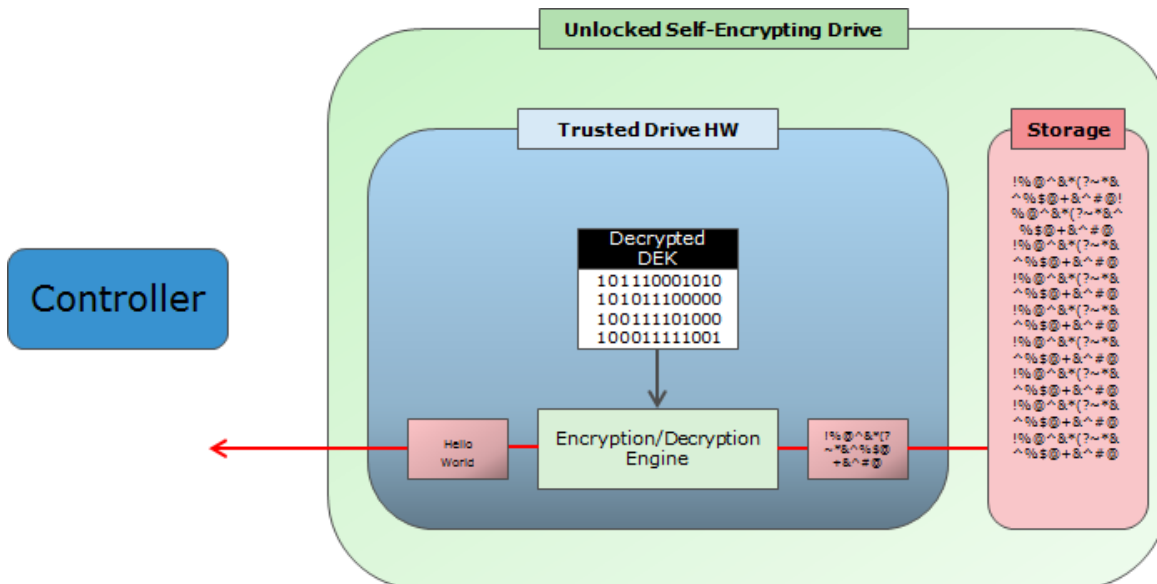 Unlocked Self-Encrypting Drive
Trusted Drive HW
Storage
Controller
Decrypted
DEK
101110001010
101011100000
100111101000
100011111001
Hello
World
Encryption/Decryption
Engine
!%@^&*(?
~*&^%$@
+&^#@
!%@^&*(?~*&
^%$@+&^#@!
%@^&*(?~*&^
%$@+&^#@
!%@^&*(?~*&
^%$@+&^#@
!%@^&*(?~*&
^%$@+&^#@
!%@^&*(?~*&
^%$@+&^#@
!%@^&*(?~*&
^%$@+&^#@
!%@^&*(?~*&
^%$@+&^#@
!%@^&*(?~*&
^%$@+&^#@
!%@^&*(?~*&
^%$@+&^#@